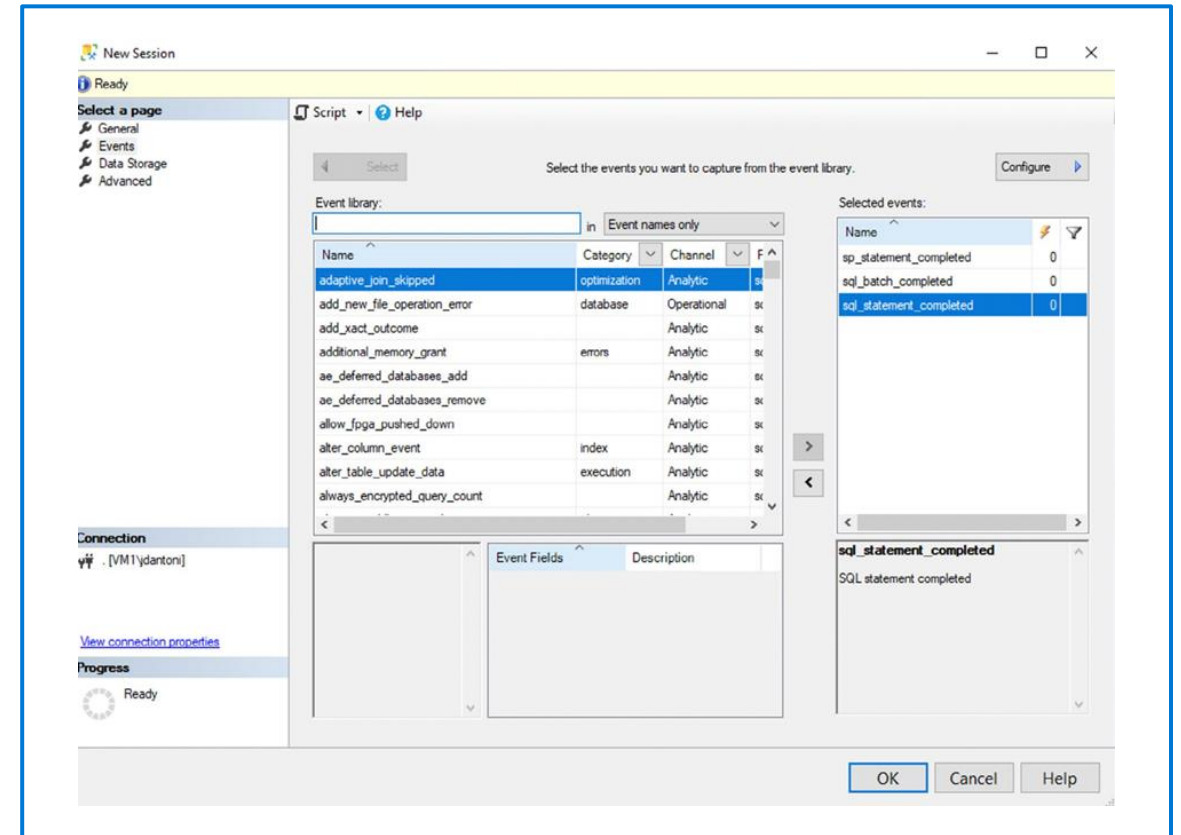 New Session
Ready
Select a page
General
Events
Data Storage
Advanced
Script Help
Select Select the events you want to capture from the event library. Configure
Event library:
in Event names only
Name Category Channel
adaptive_join_skipped optimization Analytic
add_new_file_operation_error database Operational
add_xact_outcome Analytic
additional_memory_grant errors Analytic
ae_deferred_databases_add Analytic
ae_deferred_databases_remove Analytic
allow_fpga_pushed_down Analytic
alter_column_event index Analytic
alter_table_update_data execution Analytic
always_encrypted_query_count Analytic
Selected events:
Name
sp_statement_completed 0
sql_batch_completed 0
sql_statement_completed 0
Event Fields Description
sql_statement_completed
SQL statement completed
Connection
. [VM1\jdantoni]
View connection properties
Progress
Ready
OK Cancel Help